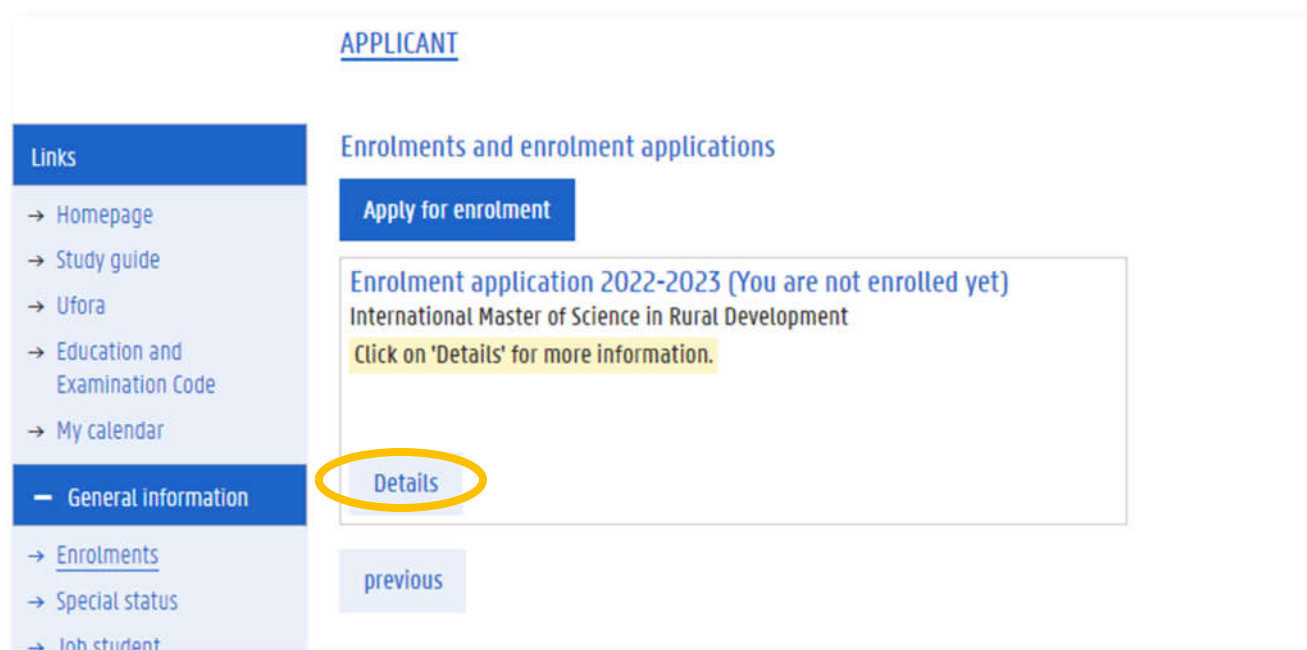 APPLICANT
Links
→ Homepage
→ Study guide
→ Ufora
→ Education and
Examination Code
→ My calendar
– General information
→ Enrolments
→ Special status
→ Job student
Enrolments and enrolment applications
Apply for enrolment
Enrolment application 2022-2023 (You are not enrolled yet)
International Master of Science in Rural Development
Click on 'Details' for more information.
Details
previous